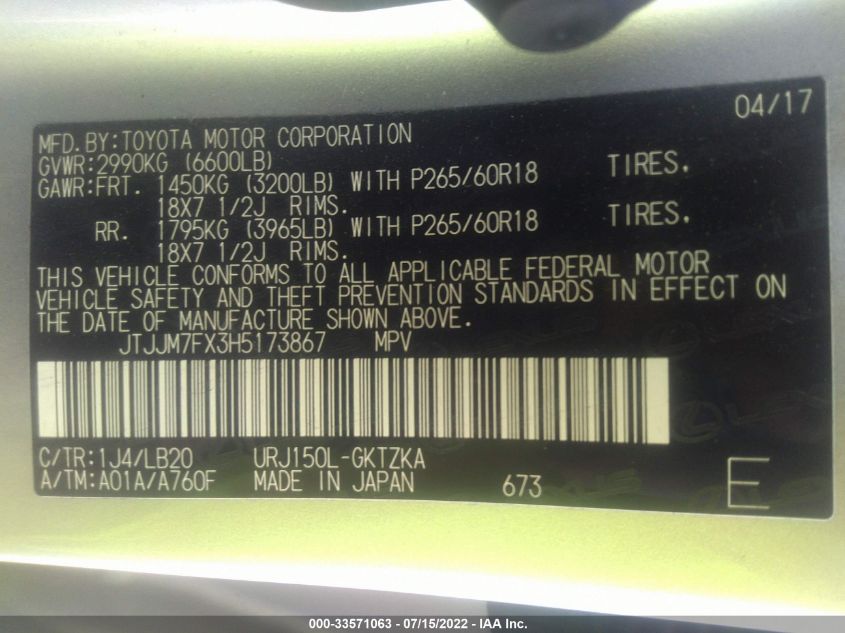 04/17
MFD.BY:TOYOTA MOTOR CORPORATION
GVWR:2990KG (6600LB)
GAWR:FRT. 1450KG (3200LB) WITH P265/60R18 TIRES.
18X7 1/2J RIMS.
RR. 1795KG (3965LB) WITH P265/60R18 TIRES.
18X7 1/2J RIMS.
THIS VEHICLE CONFORMS TO ALL APPLICABLE FEDERAL MOTOR
VEHICLE SAFETY AND THEFT PREVENTION STANDARDS IN EFFECT ON
THE DATE OF MANUFACTURE SHOWN ABOVE.
JTJJM7FX3H5173867 MPV
C/TR:1J4/LB20 URJ150L-GKTZKA
A/TM:A01A/A760F MADE IN JAPAN 673 E
000-33571063 - 07/15/2022 - IAA Inc.